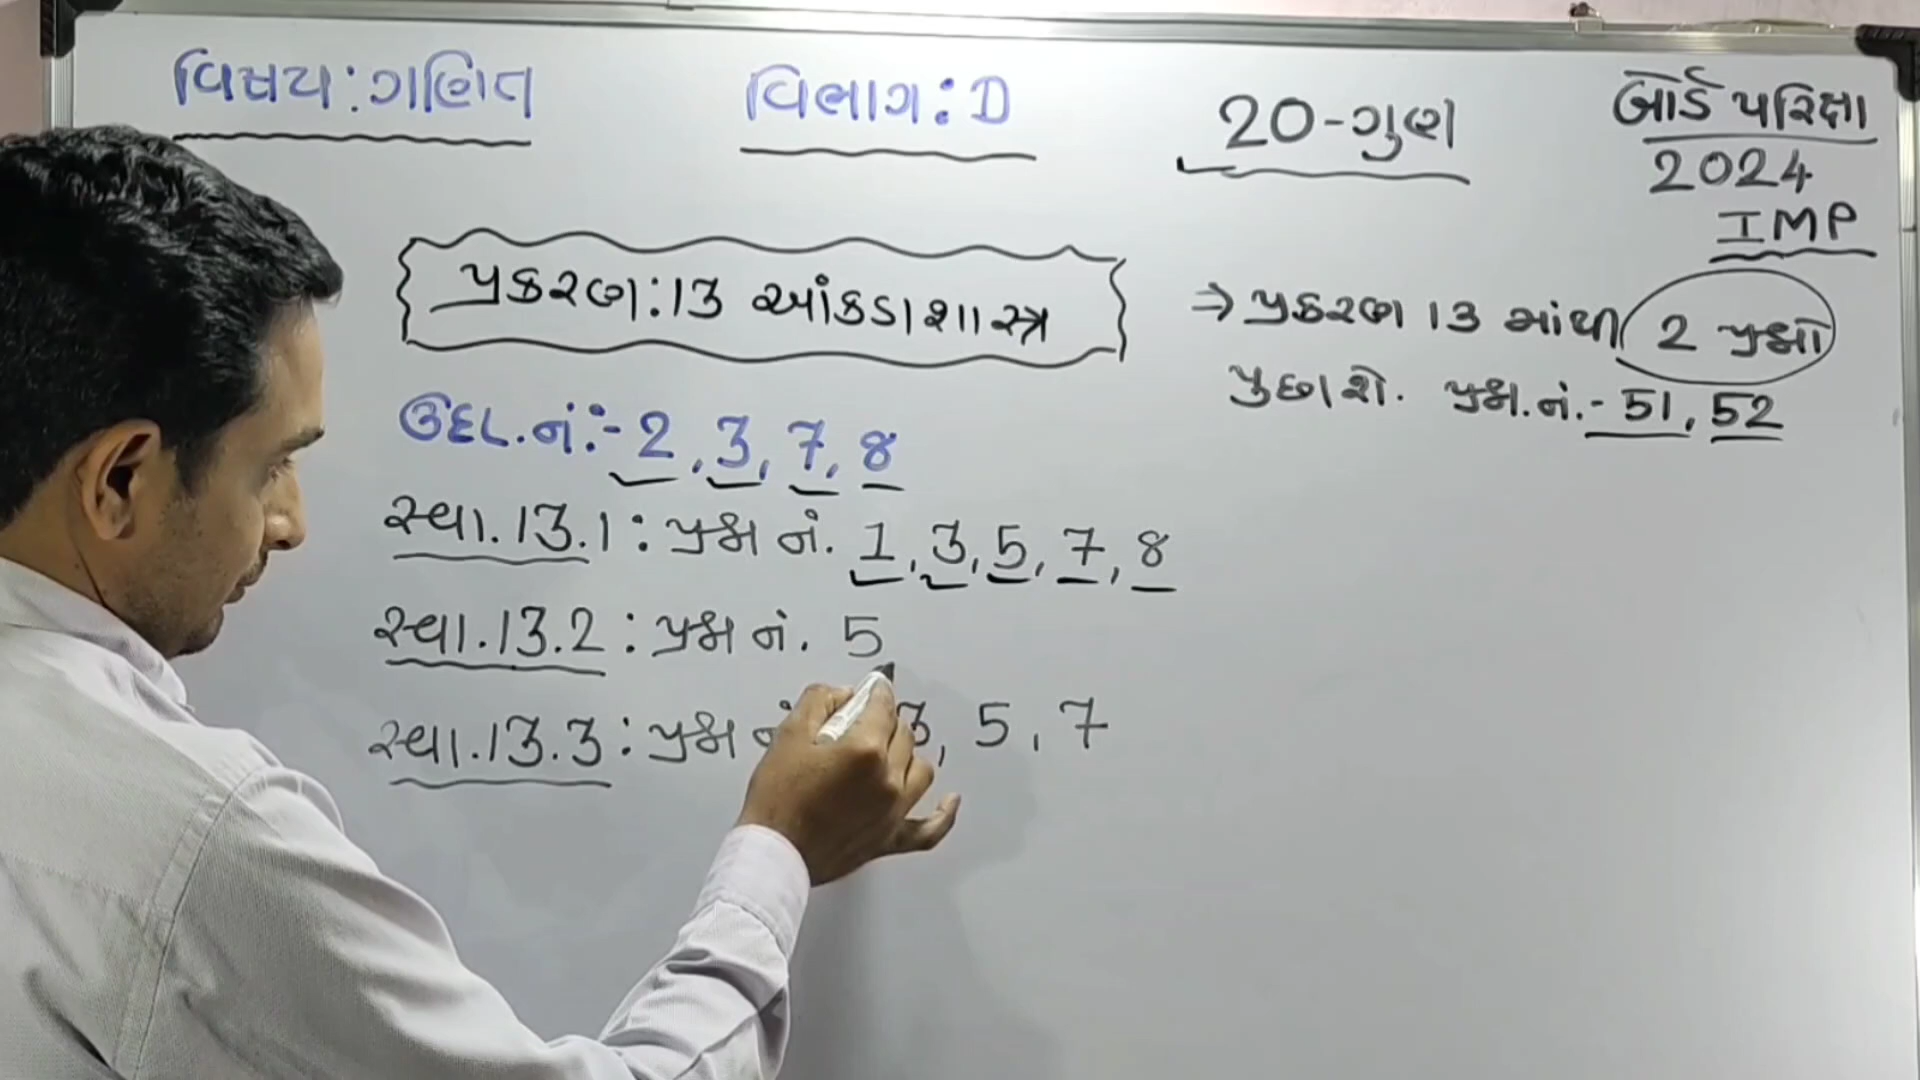 વિષય : ગણિત
વિભાગ : D
20-ગુણ
બોર્ડ પરિક્ષા
2024
IMP
પ્રકરણ : 13 આંકડાશાસ્ત્ર
⇒ પ્રકરણ 13 માંથી 2 પ્રશ્નો
પુછાશે. પ્રશ્ન.નં.- 51, 52
ઉદા.નં:- 2, 3, 7, 8
સ્વા.13.1 : પ્રશ્ન નં. 1, 3, 5, 7, 8
સ્વા.13.2 : પ્રશ્ન નં. 5
સ્વા.13.3 : પ્રશ્ન 3, 5, 7